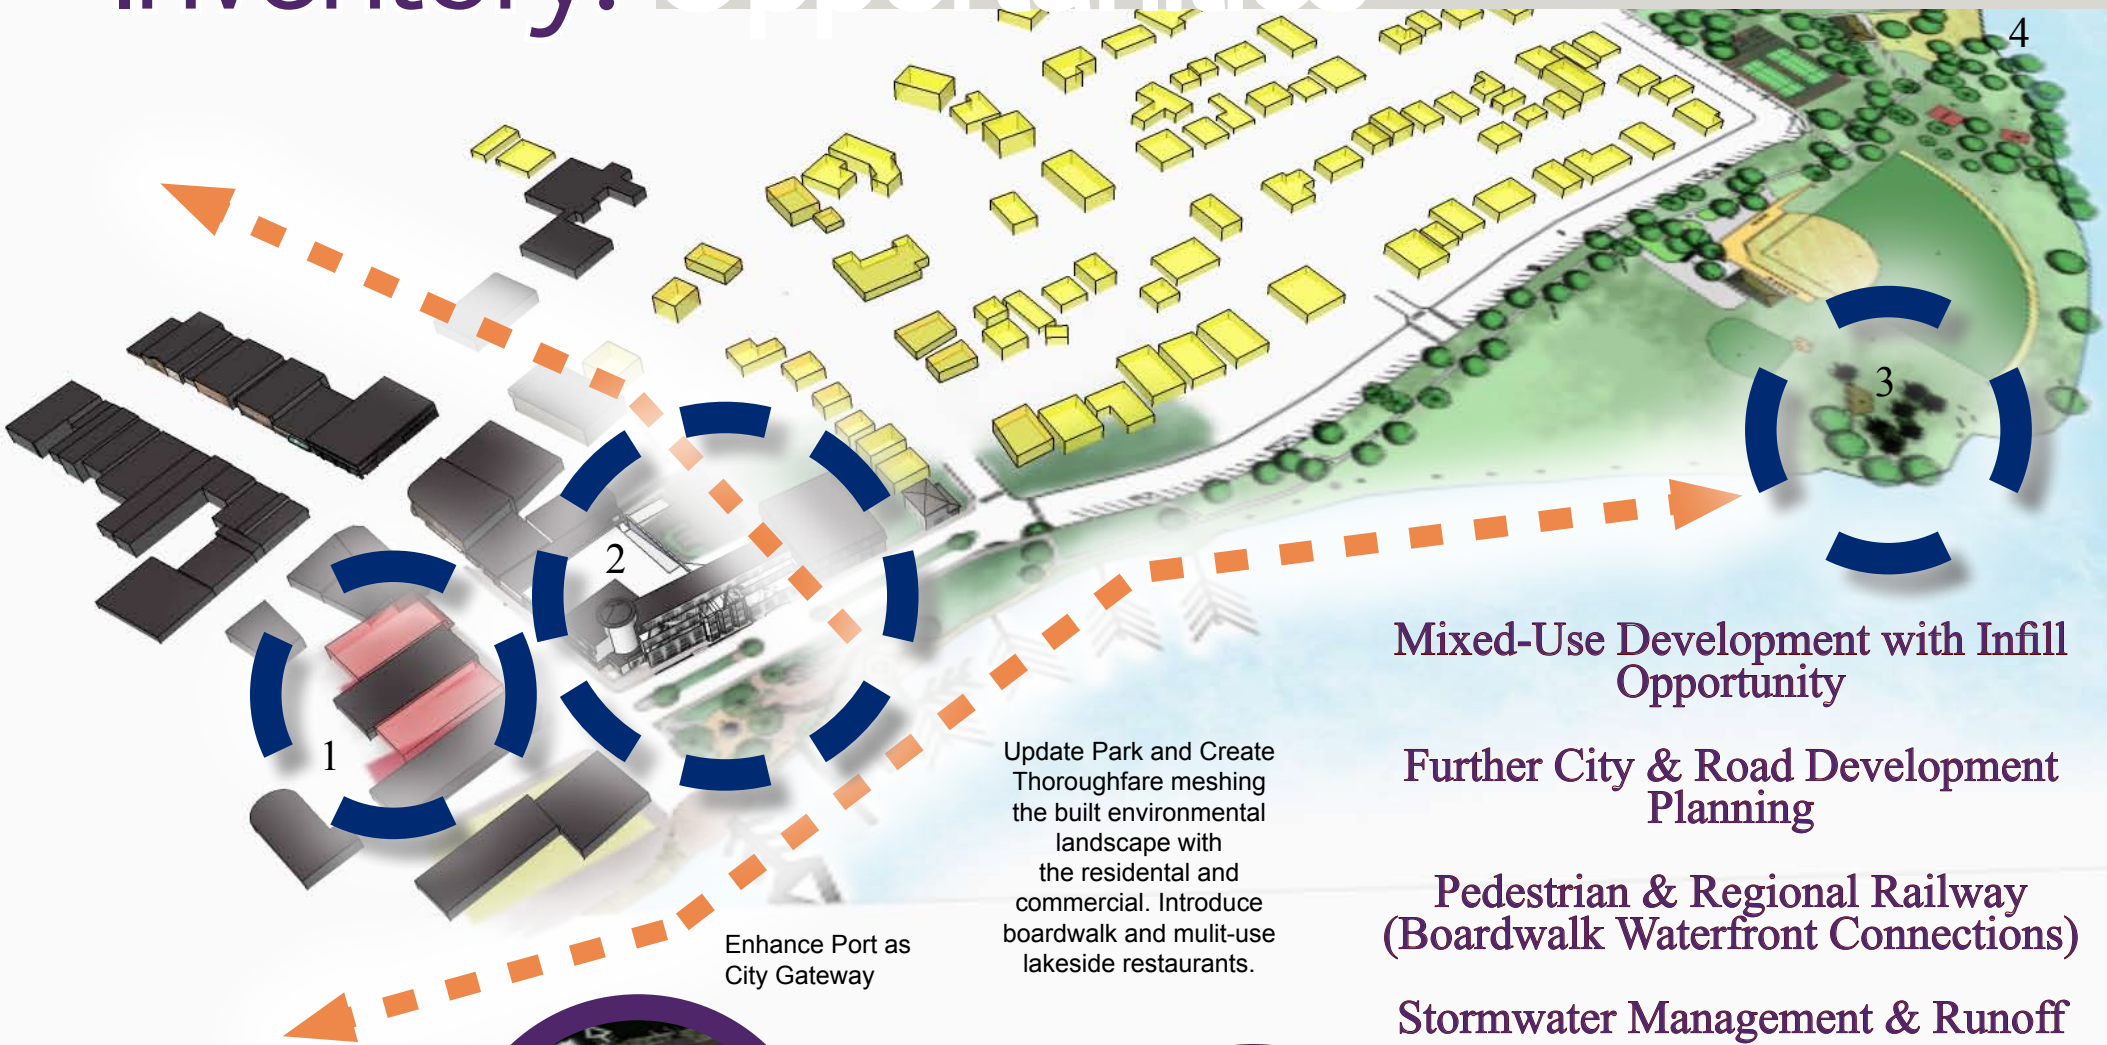 Inventory: Opportunities
4
3
2
1
Mixed-Use Development with Infill
Opportunity
Further City & Road Development
Planning
Pedestrian & Regional Railway
(Boardwalk Waterfront Connections)
Stormwater Management & Runoff
Update Park and Create
Thoroughfare meshing
the built environmental
landscape with
the residental and
commercial. Introduce
boardwalk and mulit-use
lakeside restaurants.
Enhance Port as
City Gateway